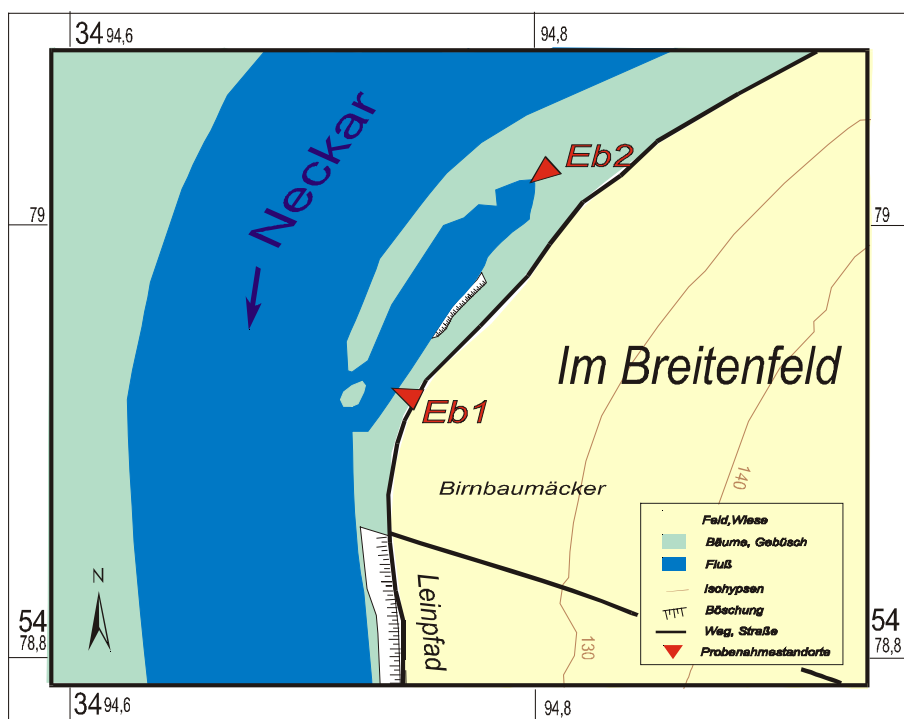 34 94,6
94,8
Neckar
Eb2
79
79
Im Breitenfeld
Eb1
Birnbaumäcker
140
130
Leinpfad
N
Feld,Wiese
Bäume, Gebüsch
Fluß
Isohypsen
Böschung
Weg, Straße
Probenahmestandorte
54
78,8
54
78,8
34 94,6
94,8